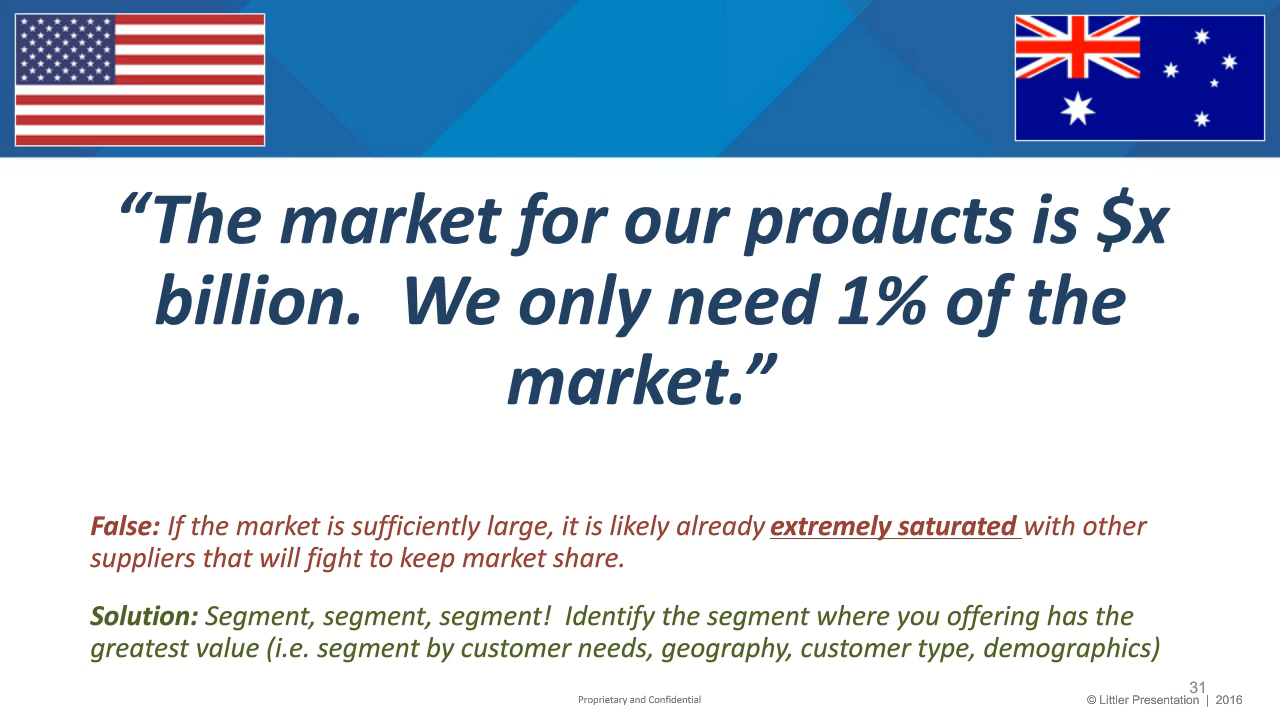 “The market for our products is $x
billion.  We only need 1% of the
market.”
False: If the market is sufficiently large, it is likely already extremely saturated with other
suppliers that will fight to keep market share.
Solution: Segment, segment, segment!  Identify the segment where you offering has the
greatest value (i.e. segment by customer needs, geography, customer type, demographics)
31
Proprietary and Confidential
© Littler Presentation | 2016